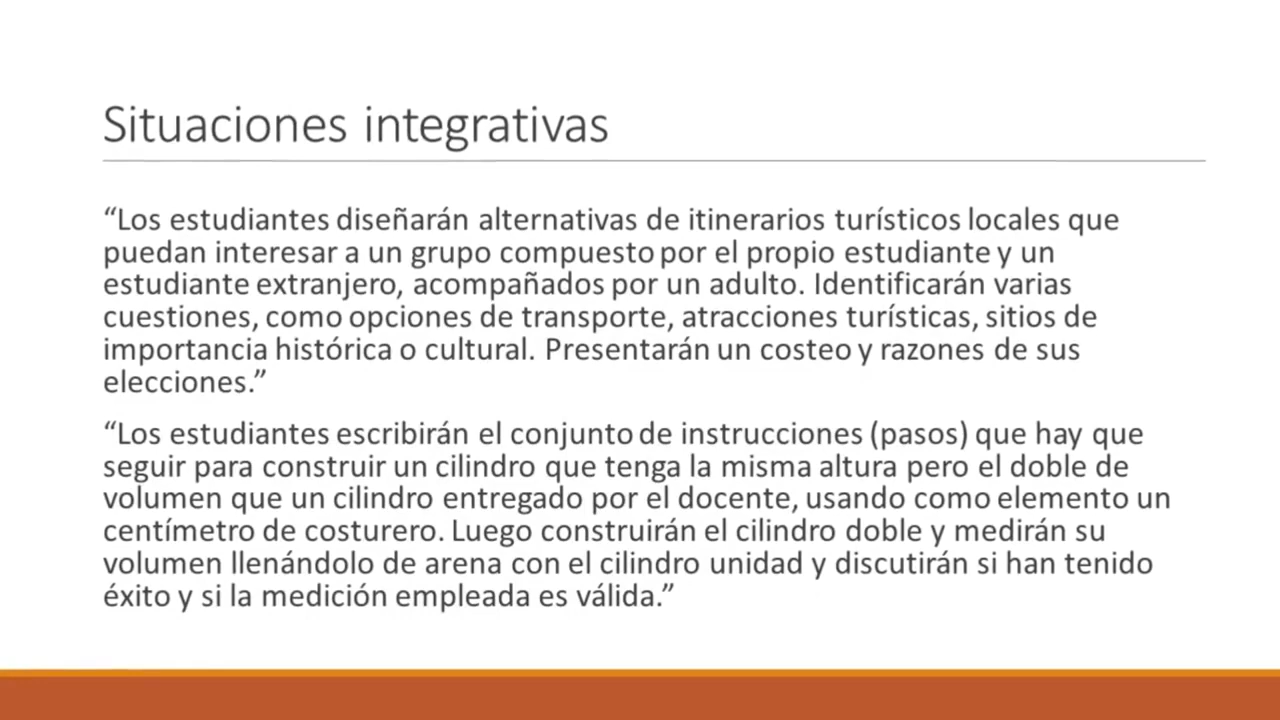 Situaciones integrativas
“Los estudiantes diseñarán alternativas de itinerarios turísticos locales que
puedan interesar a un grupo compuesto por el propio estudiante y un
estudiante extranjero, acompañados por un adulto. Identificarán varias
cuestiones, como opciones de transporte, atracciones turísticas, sitios de
importancia histórica o cultural. Presentarán un costeo y razones de sus
elecciones.”
“Los estudiantes escribirán el conjunto de instrucciones (pasos) que hay que
seguir para construir un cilindro que tenga la misma altura pero el doble de
volumen que un cilindro entregado por el docente, usando como elemento un
centímetro de costurero. Luego construirán el cilindro doble y medirán su
volumen llenándolo de arena con el cilindro unidad y discutirán si han tenido
éxito y si la medición empleada es válida.”